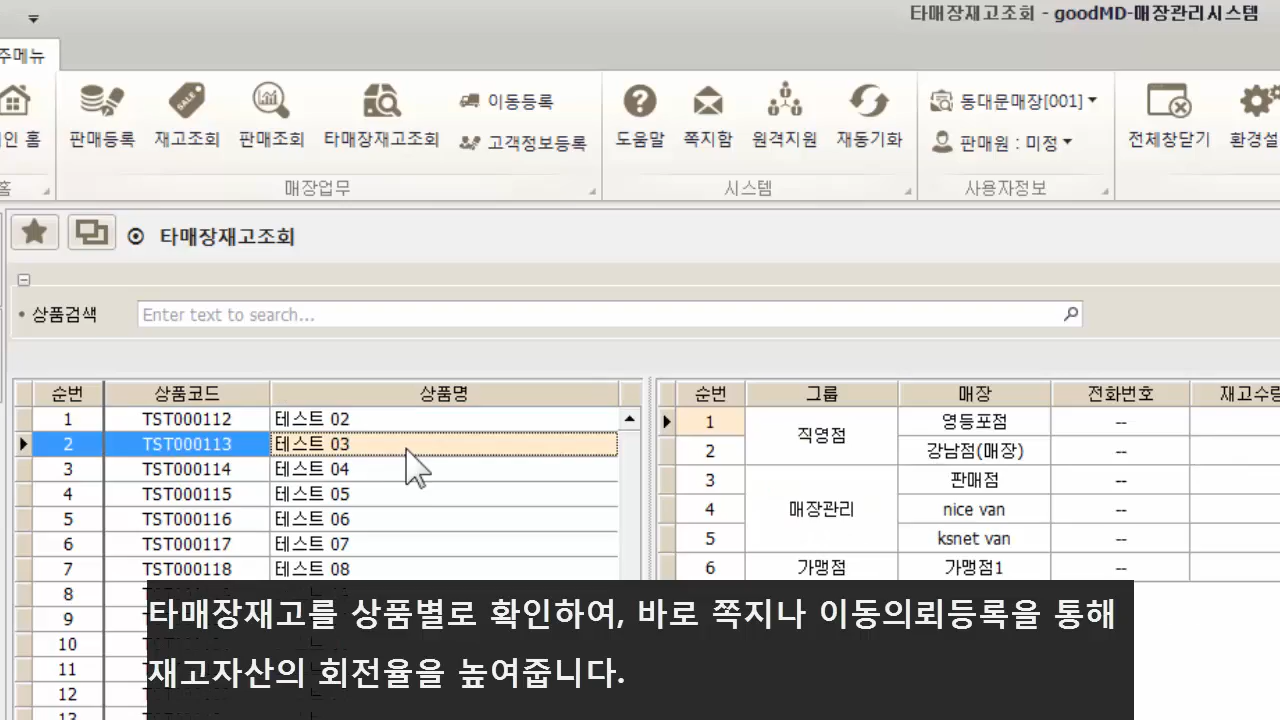 타매장재고조회 - goodMD-매장관리시스템
주메뉴
인 홈
판매등록
재고조회
판매조회
타매장재고조회
이동등록
고객정보등록
도움말
쪽지함
원격지원
재동기화
동대문매장[001]
판매원 : 미정
전체창닫기
환경설
홈
매장업무
시스템
사용자정보
타매장재고조회
상품검색 Enter text to search...
순번 상품코드 상품명
1 TST000112 테스트 02
2 TST000113 테스트 03
3 TST000114 테스트 04
4 TST000115 테스트 05
5 TST000116 테스트 06
6 TST000117 테스트 07
7 TST000118 테스트 08
8
9
10
11
12
13
순번 그룹 매장 전화번호 재고수량
1 직영점 영등포점 --
2 강남점(매장) --
3 매장관리 판매점 --
4 nice van --
5 ksnet van --
6 가맹점 가맹점1 --
타매장재고를 상품별로 확인하여, 바로 쪽지나 이동의뢰등록을 통해
재고자산의 회전율을 높여줍니다.